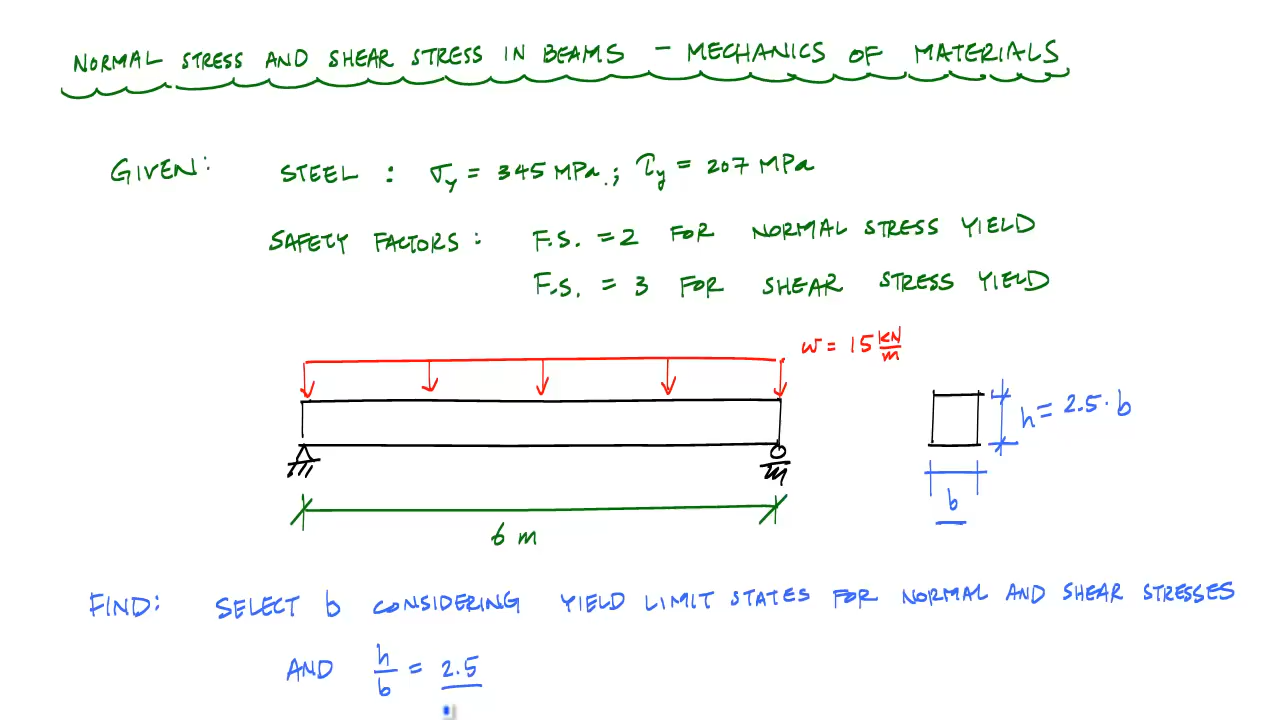 NORMAL STRESS AND SHEAR STRESS IN BEAMS - MECHANICS OF MATERIALS
GIVEN: STEEL : σy = 345 MPa ; τy = 207 MPa
SAFETY FACTORS : F.S. = 2 FOR NORMAL STRESS YIELD
F.S. = 3 FOR SHEAR STRESS YIELD
w = 15 kN/m
h = 2.5 · b
b
6 m
FIND: SELECT b CONSIDERING YIELD LIMIT STATES FOR NORMAL AND SHEAR STRESSES
AND h/b = 2.5